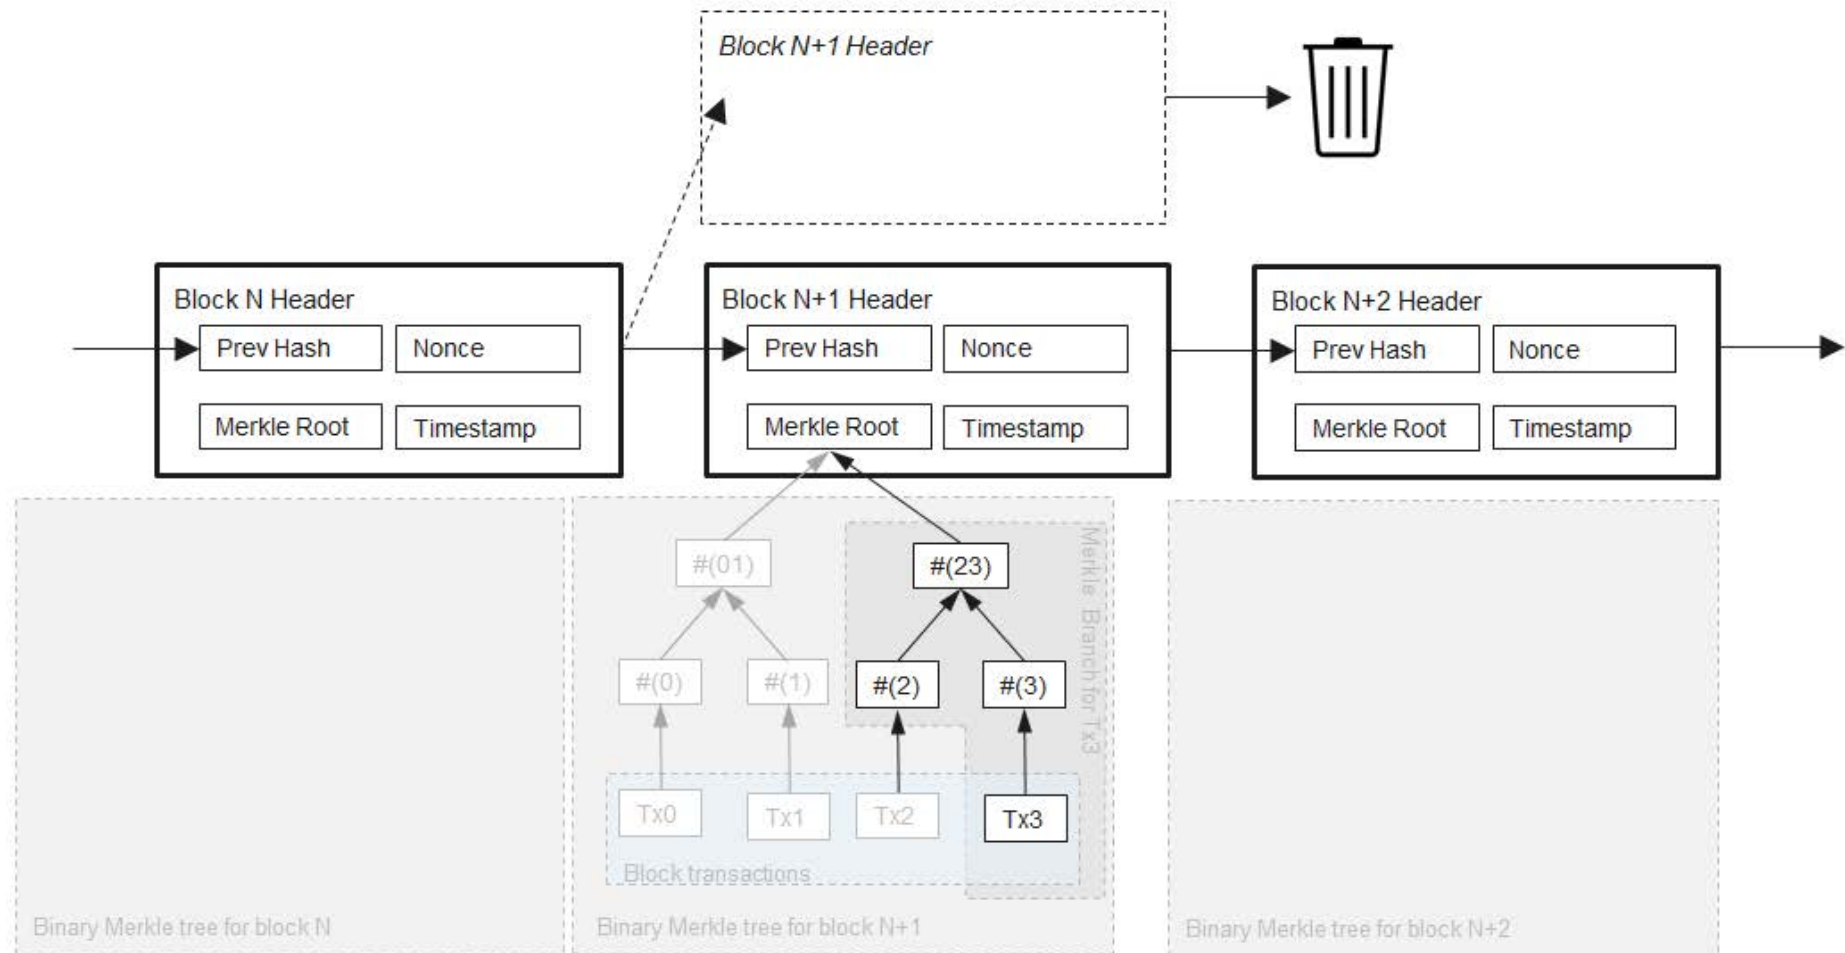 Block N+1 Header
Block N Header
Prev Hash
Nonce
Merkle Root
Timestamp
Block N+1 Header
Prev Hash
Nonce
Merkle Root
Timestamp
Block N+2 Header
Prev Hash
Nonce
Merkle Root
Timestamp
#(01)
#(23)
#(0)
#(1)
#(2)
#(3)
Merkle Branch for Tx3
Tx0
Tx1
Tx2
Tx3
Block transactions
Binary Merkle tree for block N
Binary Merkle tree for block N+1
Binary Merkle tree for block N+2